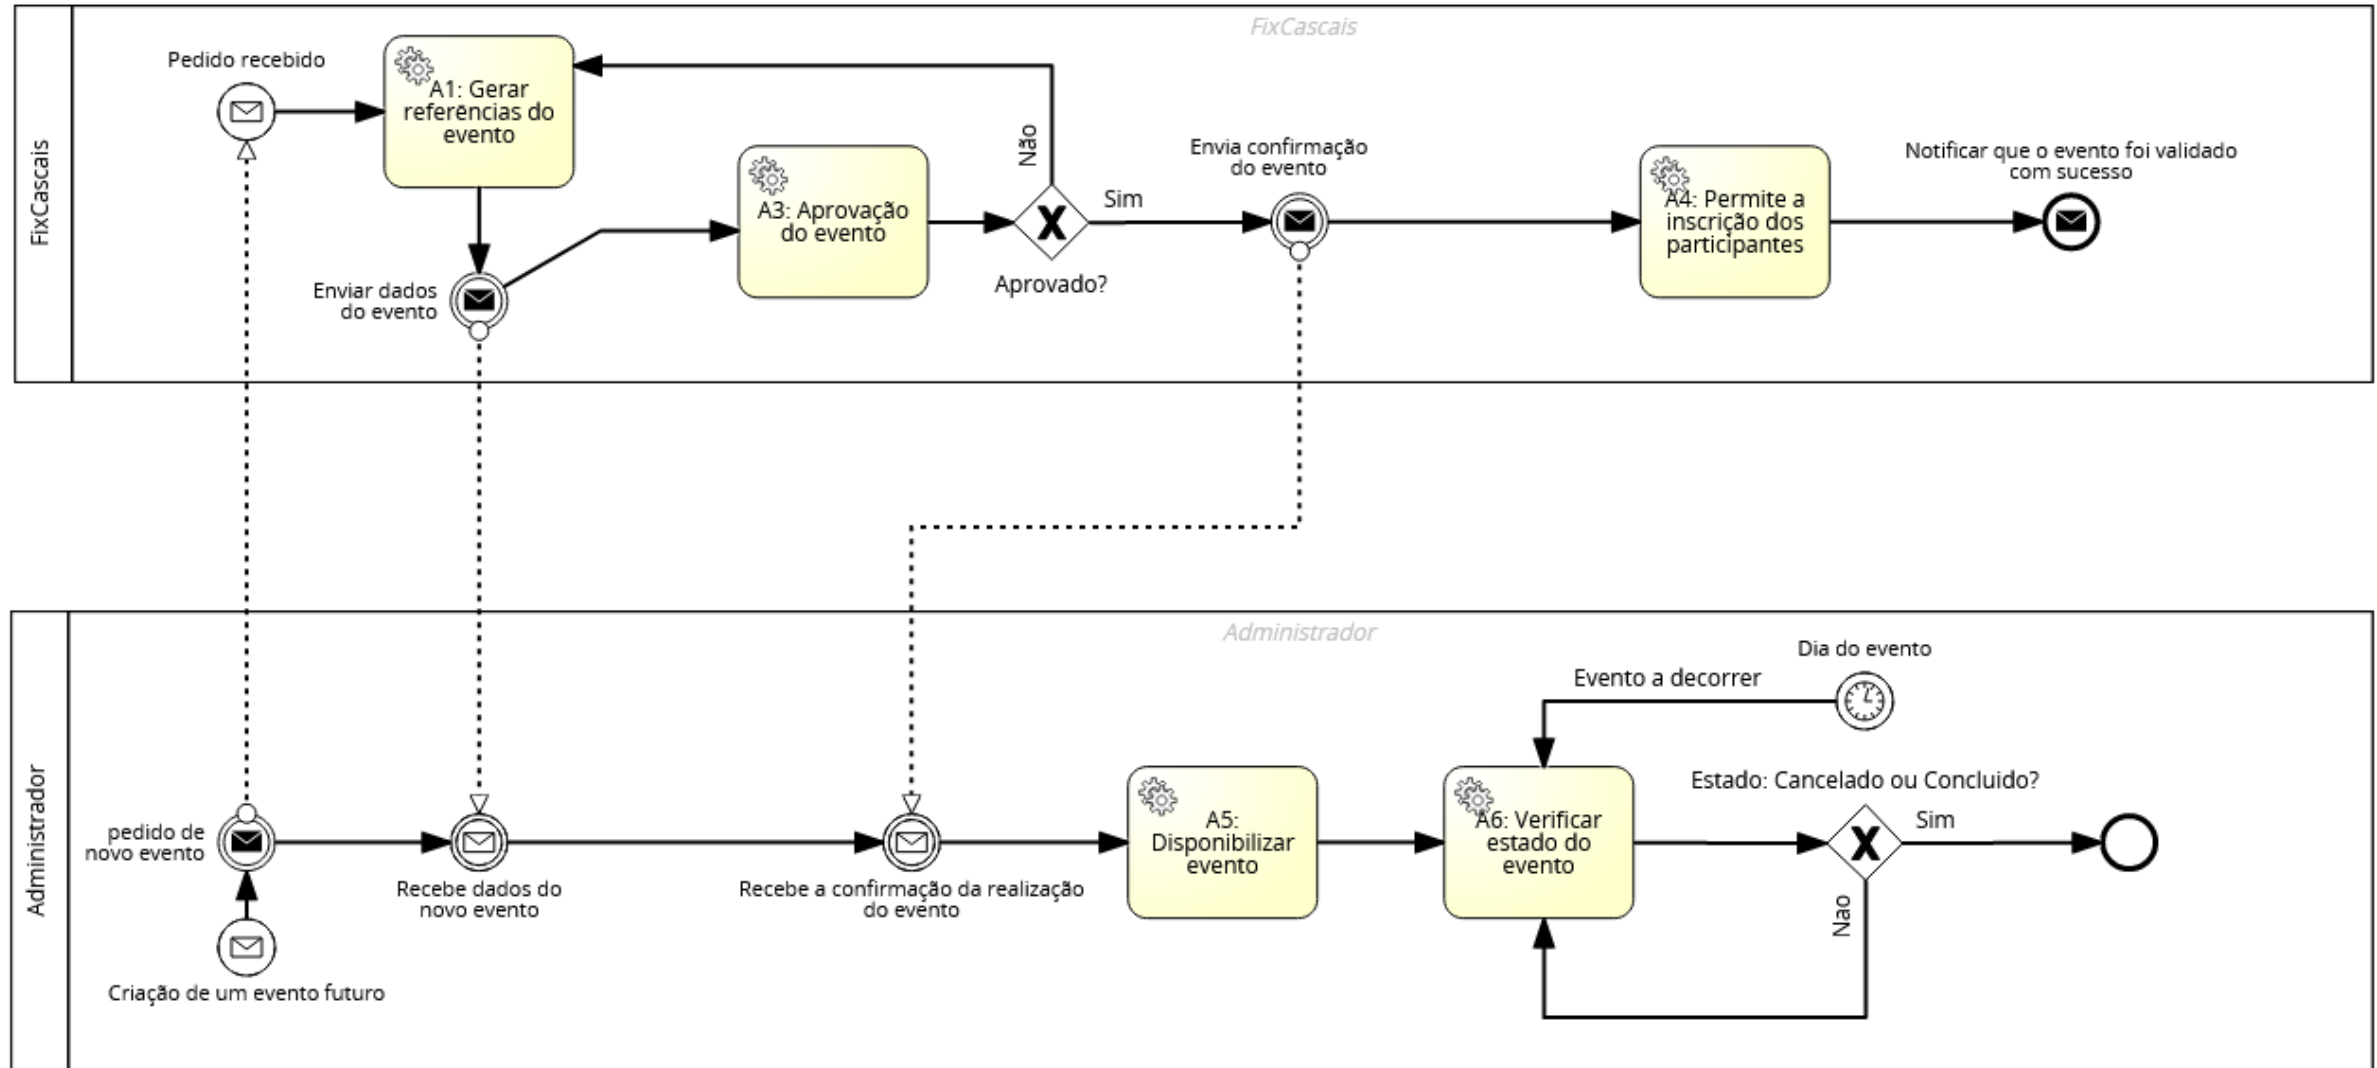 FixCascais
FixCascais
Pedido recebido
A1: Gerar
referências do
evento
Não
Envia confirmação
do evento
Notificar que o evento foi validado
com sucesso
A3: Aprovação
do evento
Sim
A4: Permite a
inscrição dos
participantes
Enviar dados
do evento
Aprovado?
Administrador
Administrador
Dia do evento
Evento a decorrer
Estado: Cancelado ou Concluido?
pedido de
novo evento
A5:
Disponibilizar
evento
A6: Verificar
estado do
evento
Sim
Recebe dados do
novo evento
Recebe a confirmação da realização
do evento
Nao
Criação de um evento futuro